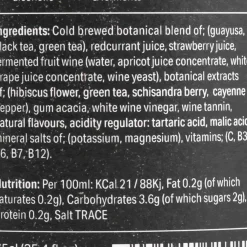 Ingredients: Cold brewed botanical blend of; (guayusa,
black tea, green tea), redcurrant juice, strawberry juice,
fermented fruit wine (water, apricot juice concentrate, white
grape juice concentrate, wine yeast), botanical extracts
of; (hibiscus flower, green tea, schisandra berry, cayenne
pepper), gum acacia, white wine vinegar, wine tannin,
natural flavours, acidity regulator: tartaric acid, malic acid
mineral salts of; (potassium, magnesium), vitamins; (C, B3
B6, B7, B12).
Nutrition: Per 100ml: KCal 21 / 88Kj, Fat 0.2g (of which
saturates 0.2g), Carbohydrates 3.6g (of which sugars 2g),
Protein 0.2g, Salt TRACE